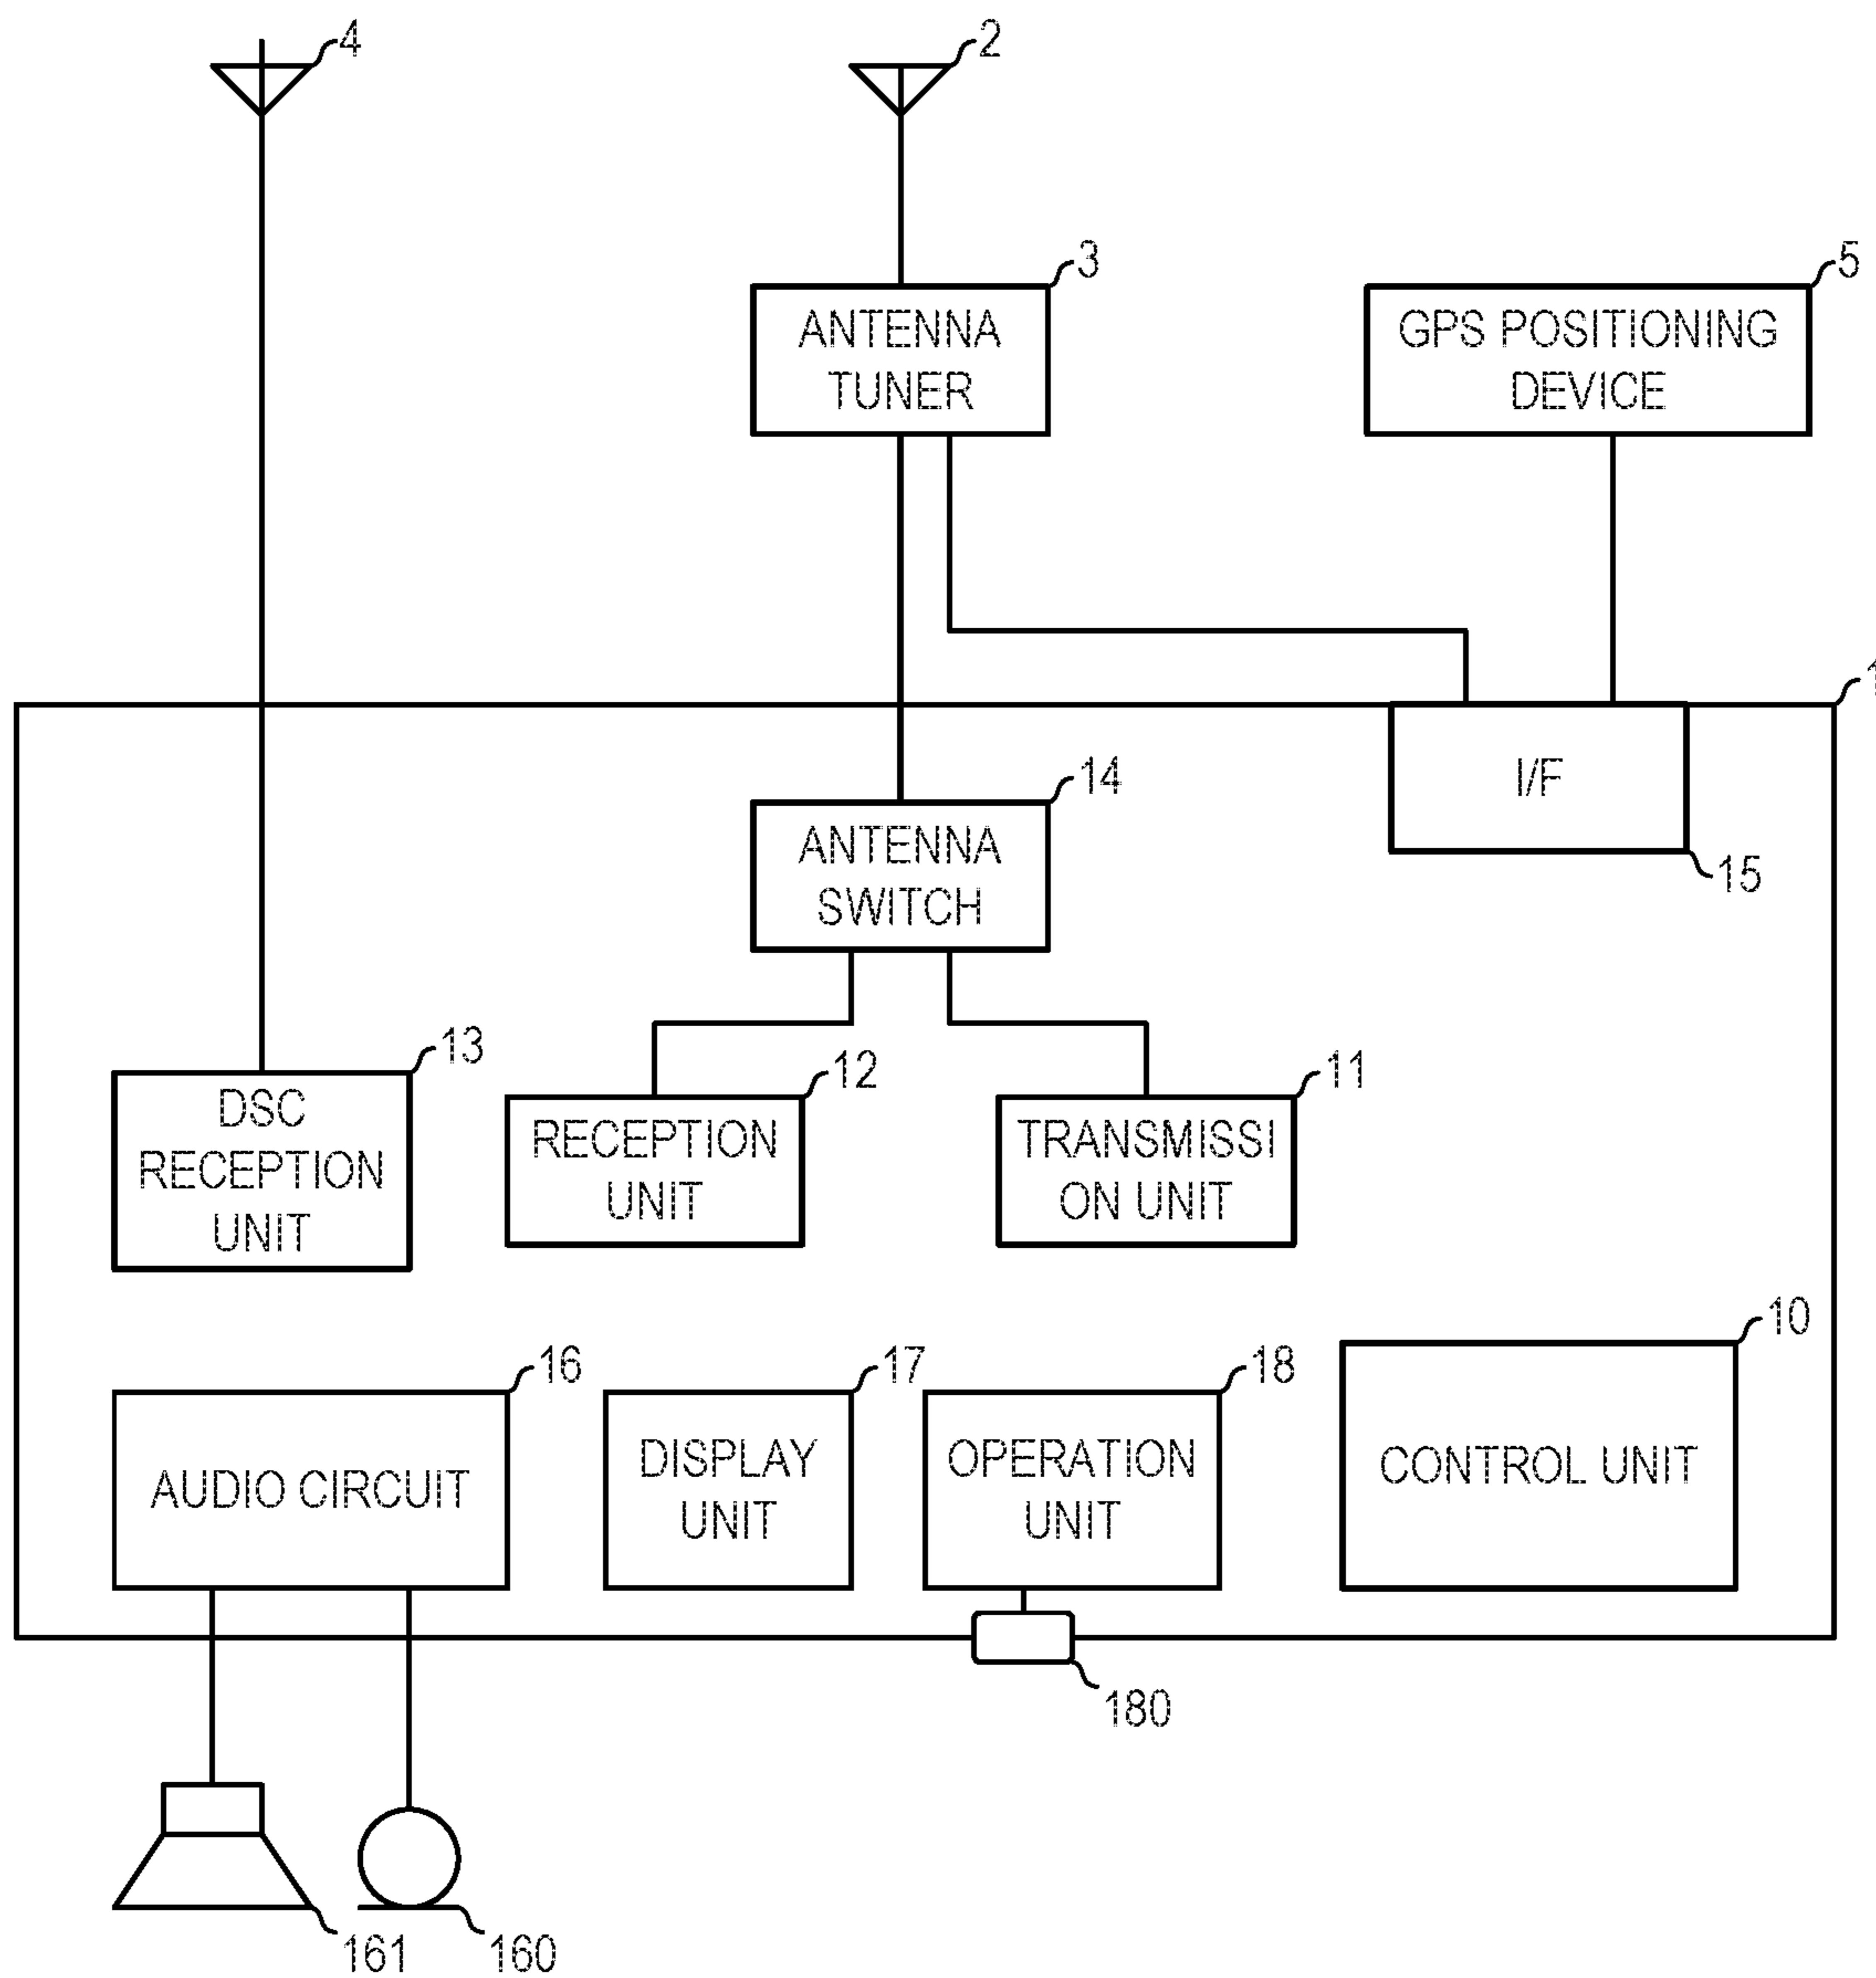 4
2
3
5
ANTENNA
TUNER
GPS POSITIONING
DEVICE
1
14
I/F
ANTENNA
SWITCH
15
13
12
11
DSC
RECEPTION
UNIT
RECEPTION
UNIT
TRANSMISSI
ON UNIT
10
16
17
18
AUDIO CIRCUIT
DISPLAY
UNIT
OPERATION
UNIT
CONTROL UNIT
180
161
160